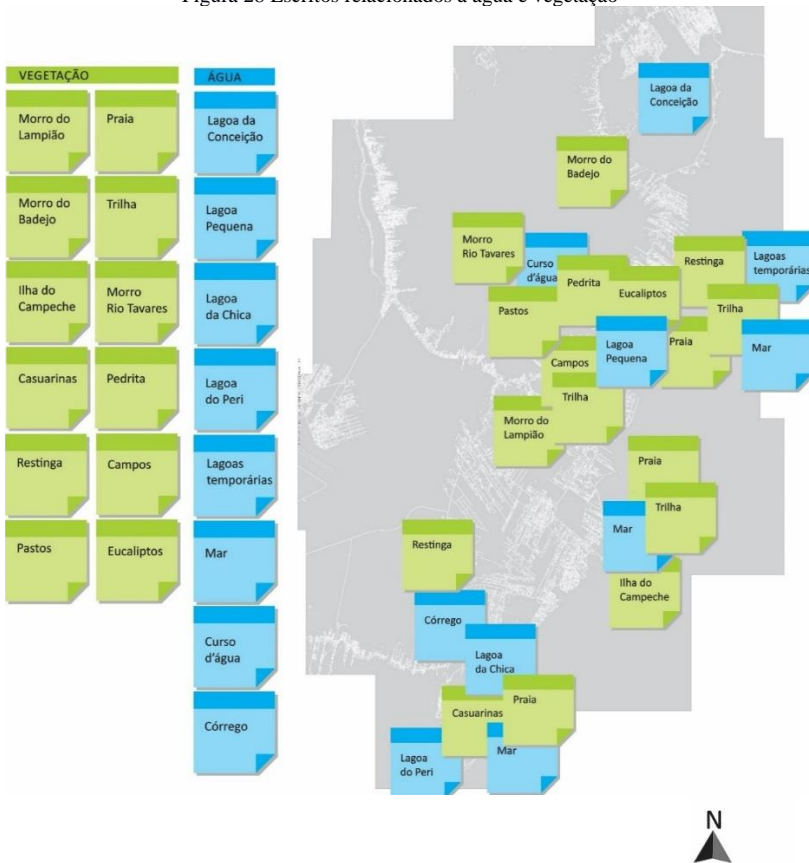 Figura 28 Escritos relacionados à água e vegetação
VEGETAÇÃO
ÁGUA
Morro do
Lampião
Praia
Lagoa da
Conceição
Morro do
Badejo
Trilha
Lagoa
Pequena
Ilha do
Campeche
Morro
Rio Tavares
Lagoa
da Chica
Casuarinas
Pedrita
Lagoa
do Peri
Restinga
Campos
Lagoas
temporárias
Pastos
Eucaliptos
Mar
Curso
d'água
Córrego
Lagoa da
Conceição
Morro do
Badejo
Morro
Rio Tavares
Curso
d'água
Pedrita
Eucaliptos
Restinga
Lagoas
temporárias
Pastos
Trilha
Lagoa
Pequena
Praia
Mar
Campos
Trilha
Morro do
Lampião
Praia
Trilha
Mar
Ilha do
Campeche
Restinga
Córrego
Lagoa
da Chica
Praia
Casuarinas
Mar
Lagoa
do Peri
N